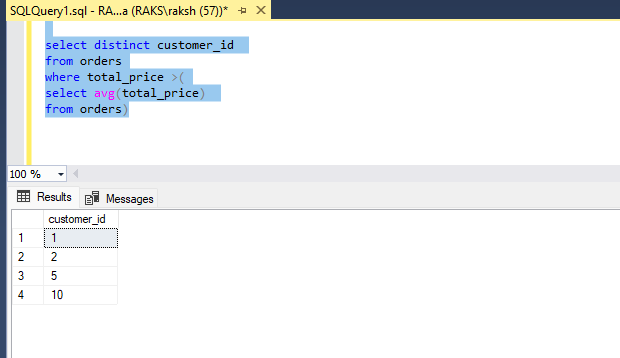 SQLQuery1.sql - RA...a (RAKS\raksh (57))*
select distinct customer_id
from orders
where total_price >(
select avg(total_price)
from orders)
100 %
Results Messages
customer_id
1 1
2 2
3 5
4 10